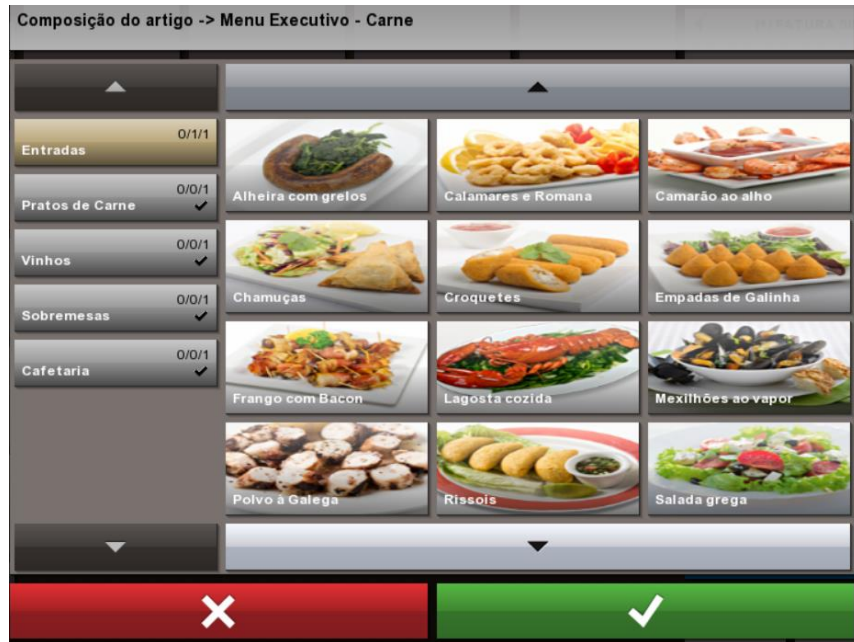 Composição do artigo -> Menu Executivo - Carne
0/1/1
Entradas
0/0/1
Pratos de Carne
0/0/1
Vinhos
0/0/1
Sobremesas
0/0/1
Cafetaria
Alheira com grelos
Calamares e Romana
Camarão ao alho
Chamuças
Croquetes
Empadas de Galinha
Frango com Bacon
Lagosta cozida
Mexilhões ao vapor
Polvo à Galega
Rissois
Salada grega